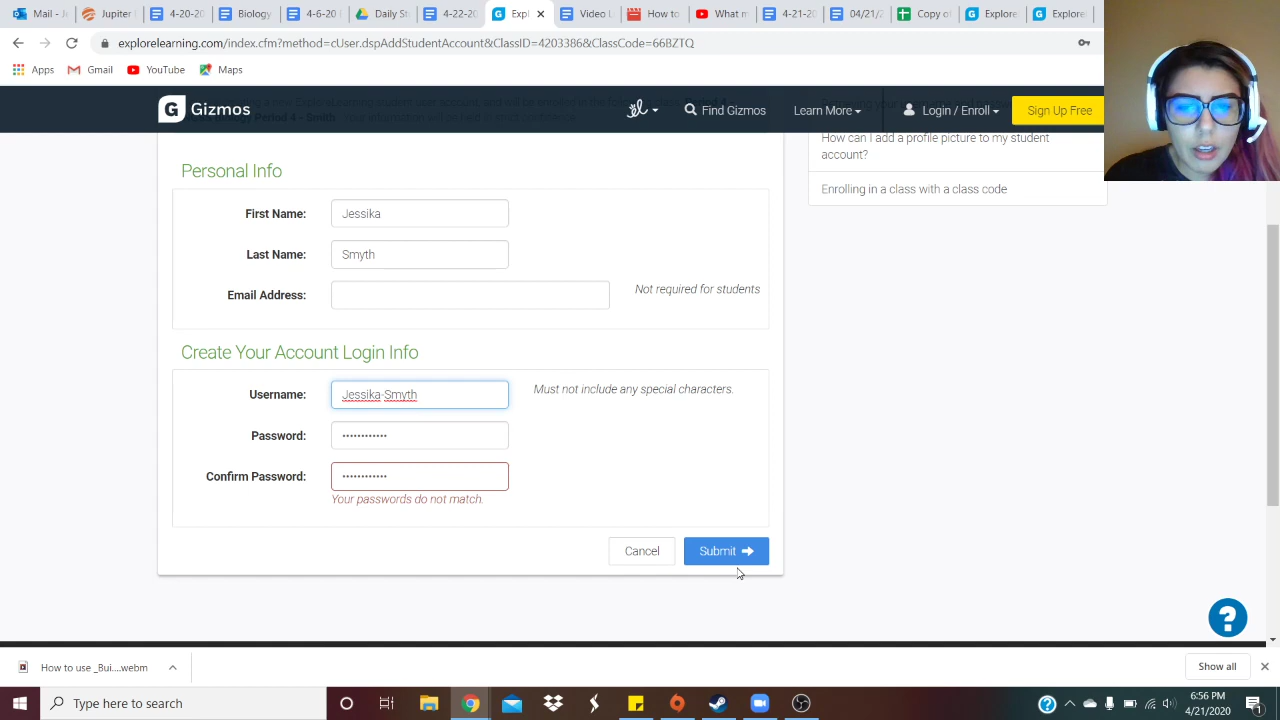 Mail - J
Jupiter
4-20-20
Biolog
4-6-20
Daily St
4-22-20
Expl
Video
How to
What m
4-21-20
04/21/2
Copy of
Explore
Explore
explorelearning.com/index.cfm?method=cUser.dspAddStudentAccount&ClassID=4203386&ClassCode=66BZTQ
Apps Gmail YouTube Maps
G Gizmos Find Gizmos Learn More Login / Enroll Sign Up Free
Period 4 - Smith
How can I add a profile picture to my student
account?
Enrolling in a class with a class code
Personal Info
First Name: Jessika
Last Name: Smyth
Email Address: Not required for students
Create Your Account Login Info
Username: Jessika-Smyth Must not include any special characters.
Password: ••••••••••••
Confirm Password: ••••••••••••
Your passwords do not match.
Cancel Submit
?
How to use _Bui....webm
Show all
Type here to search
6:56 PM
4/21/2020
1